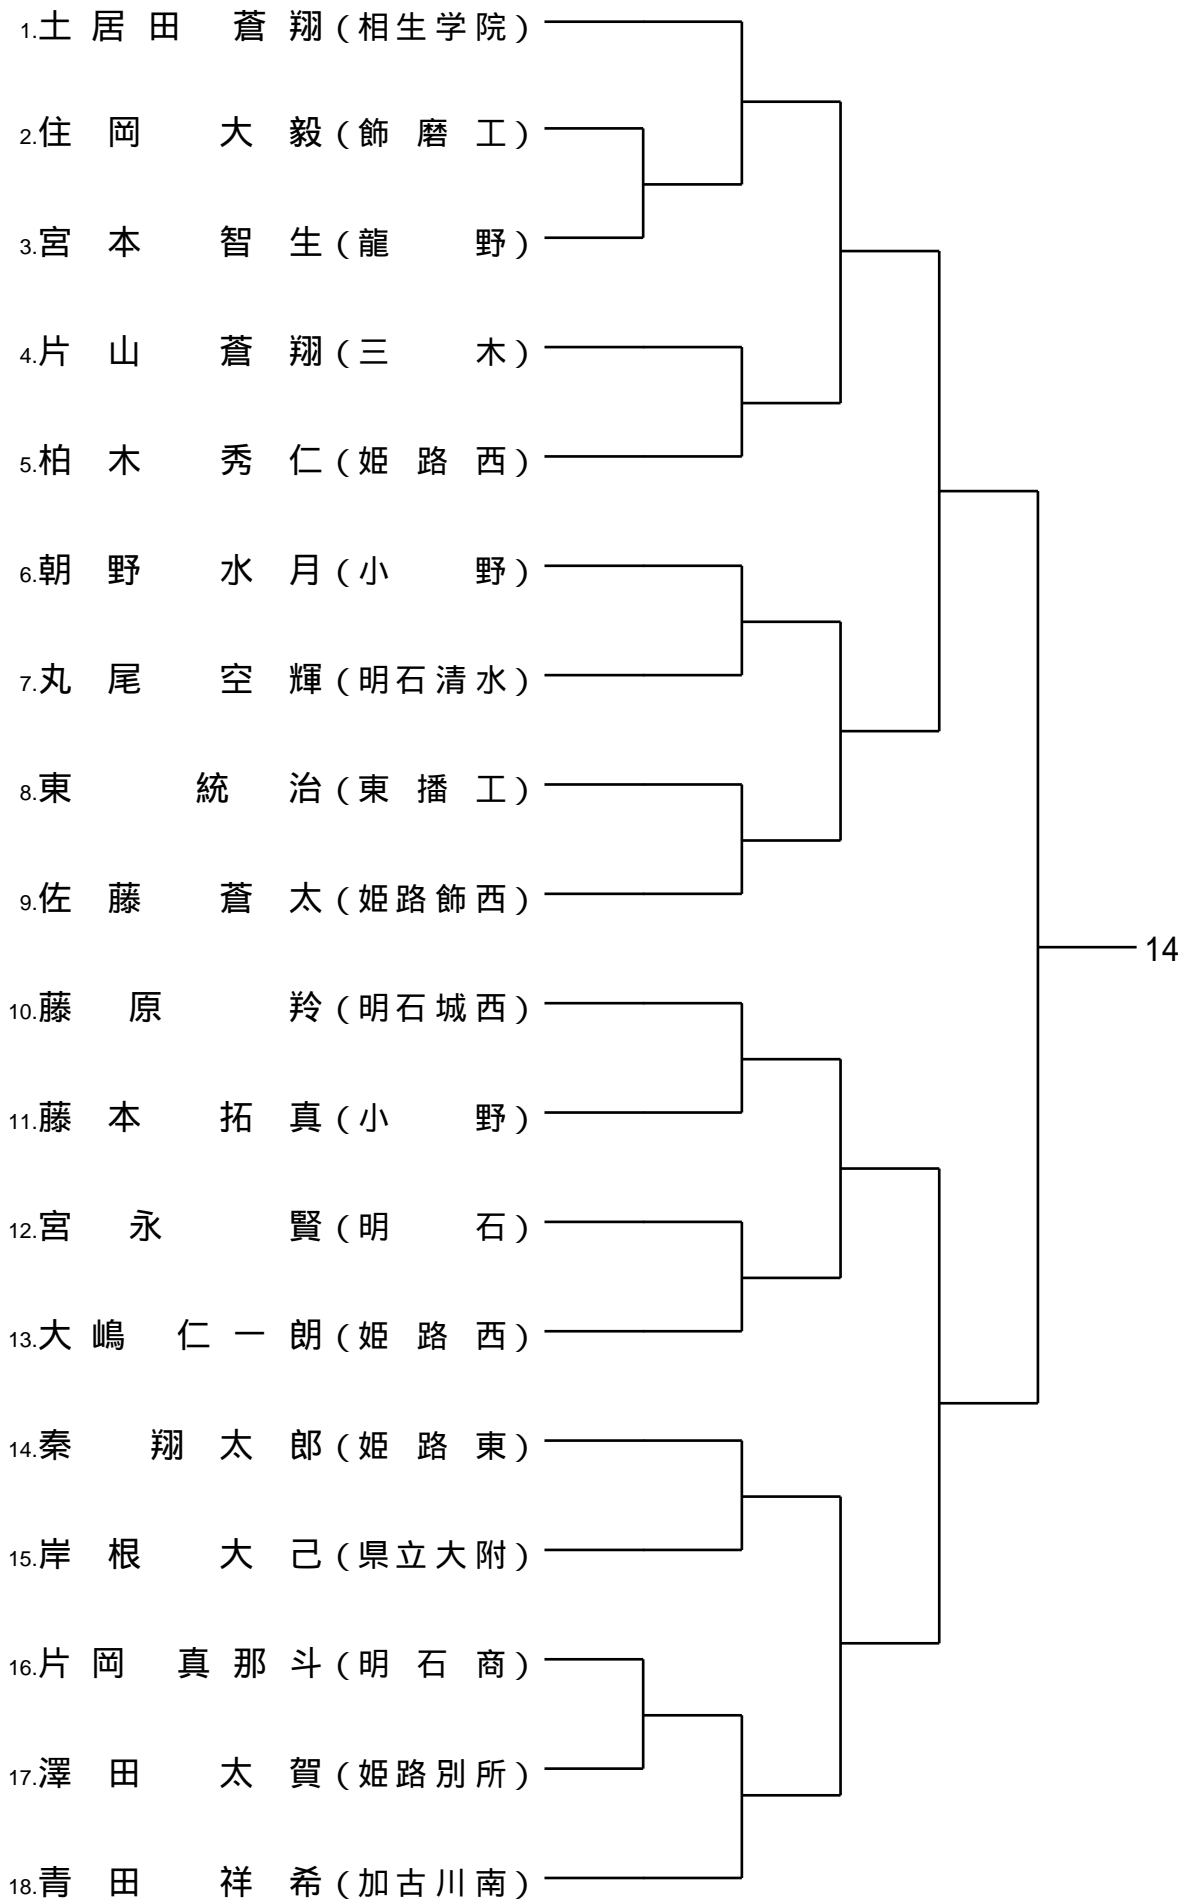 1.土居田 蒼翔(相生学院)
2.住岡 大毅(飾磨工)
3.宮本 智生(龍野)
4.片山 蒼翔(三木)
5.柏木 秀仁(姫路西)
6.朝野 水月(小野)
7.丸尾 空輝(明石清水)
8.東 統治(東播工)
9.佐藤 蒼太(姫路飾西)
14
10.藤原 羚(明石城西)
11.藤本 拓真(小野)
12.宮永 賢(明石)
13.大嶋 仁一朗(姫路西)
14.秦 翔太郎(姫路東)
15.岸根 大己(県立大附)
16.片岡 真那斗(明石商)
17.澤田 太賀(姫路別所)
18.青田 祥希(加古川南)